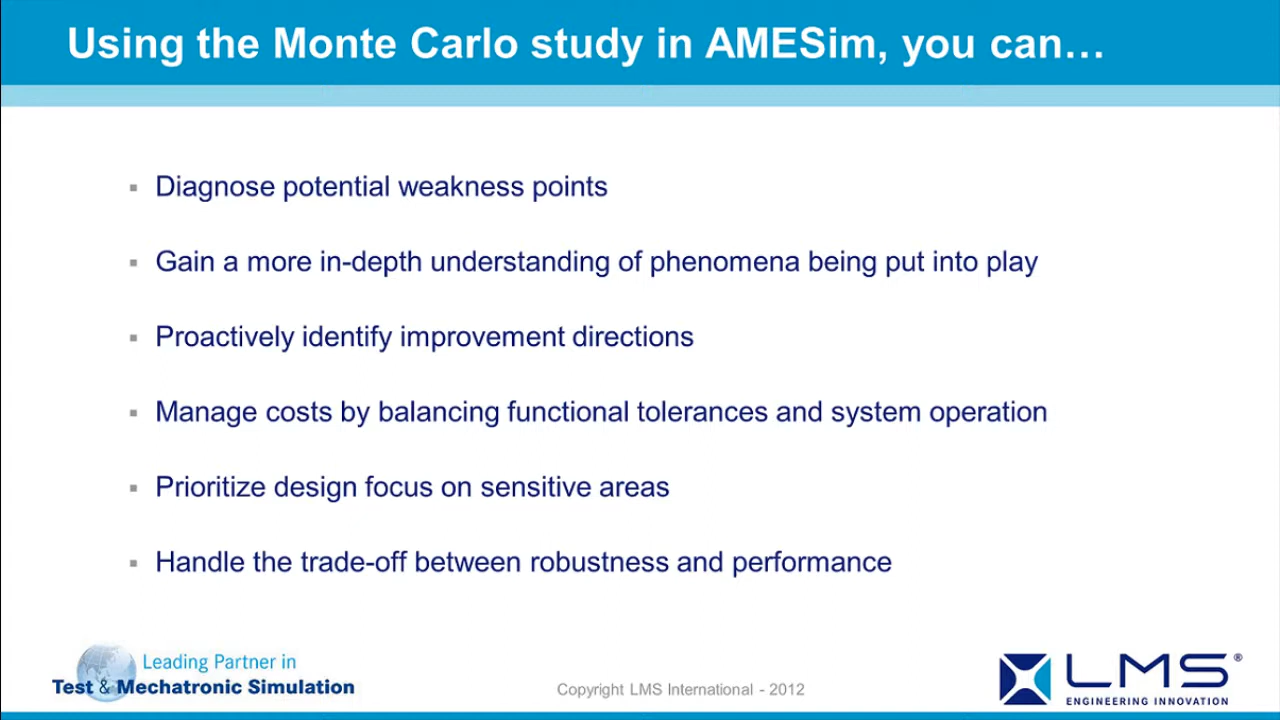 Using the Monte Carlo study in AMESim, you can…
▪ Diagnose potential weakness points
▪ Gain a more in-depth understanding of phenomena being put into play
▪ Proactively identify improvement directions
▪ Manage costs by balancing functional tolerances and system operation
▪ Prioritize design focus on sensitive areas
▪ Handle the trade-off between robustness and performance
Leading Partner in
Test & Mechatronic Simulation
Copyright LMS International - 2012
LMS®
ENGINEERING INNOVATION